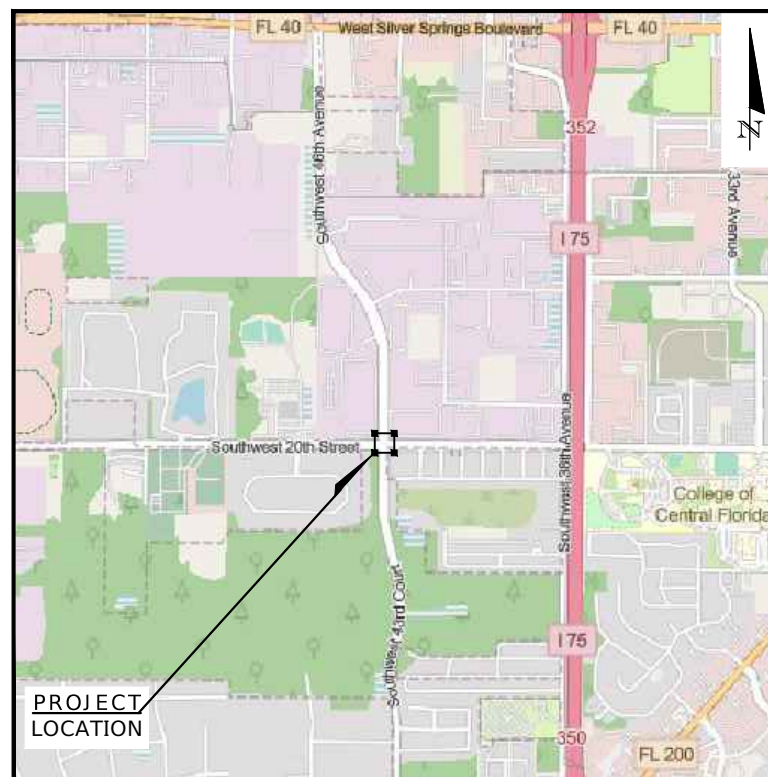 FL 40
West Silver Springs Boulevard
FL 40
N
Southwest 46th Avenue
352
33rd Avenue
I 75
Southwest 20th Street
Southwest 36th Avenue
College of
Central Florida
Southwest 43rd Court
I 75
PROJECT
LOCATION
350
FL 200